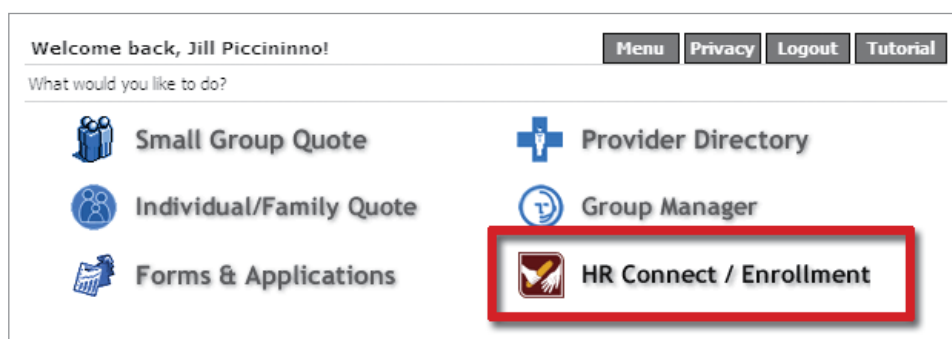 Welcome back, Jill Piccininno!
Menu Privacy Logout Tutorial
What would you like to do?
Small Group Quote
Provider Directory
Individual/Family Quote
Group Manager
Forms & Applications
HR Connect / Enrollment